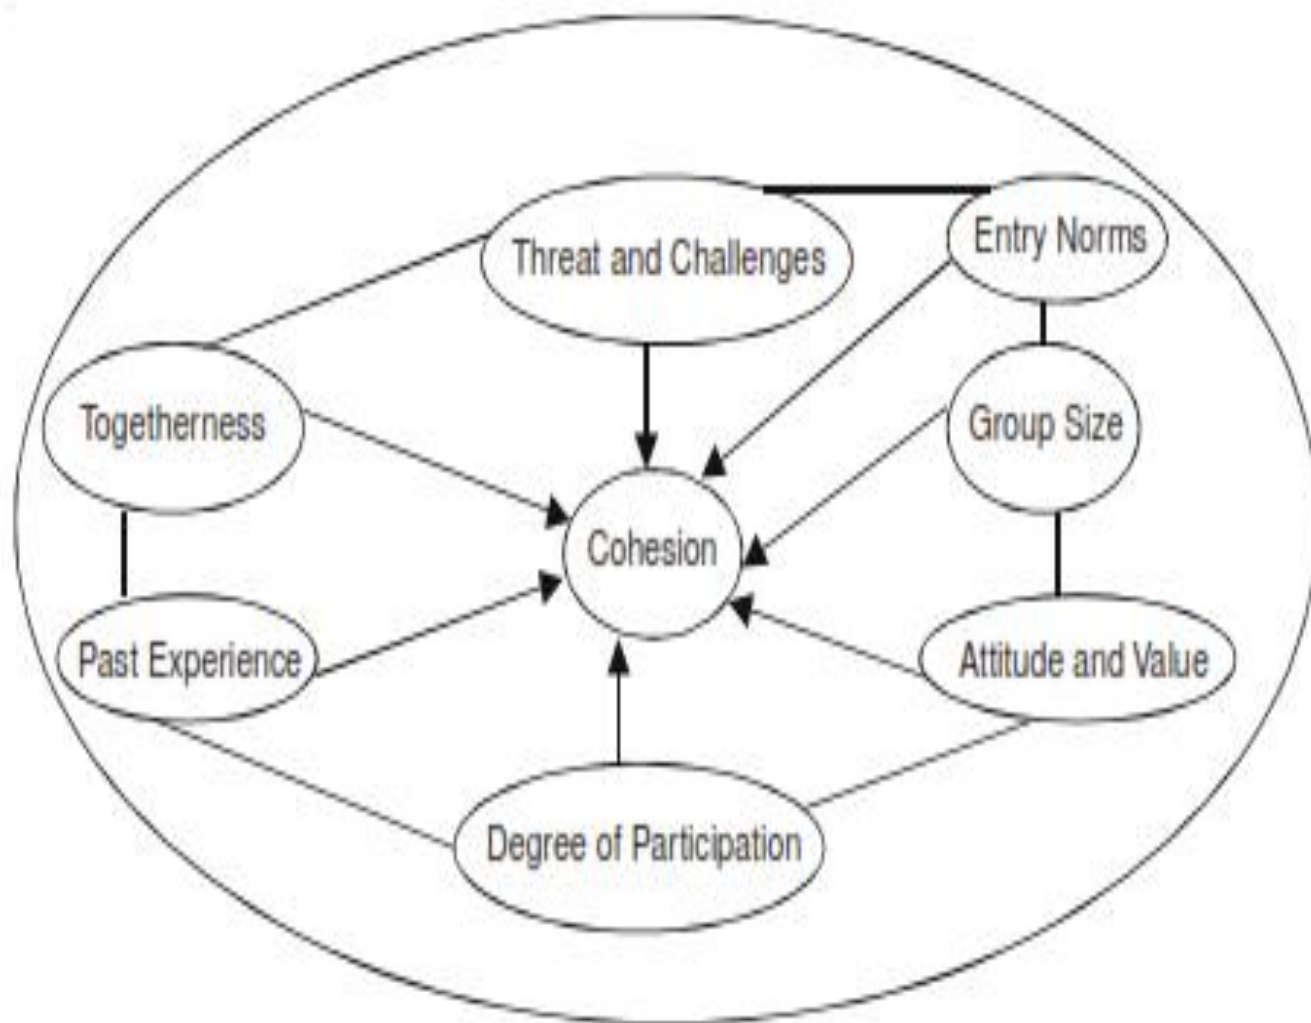 Threat and Challenges
Entry Norms
Togetherness
Group Size
Cohesion
Past Experience
Attitude and Value
Degree of Participation